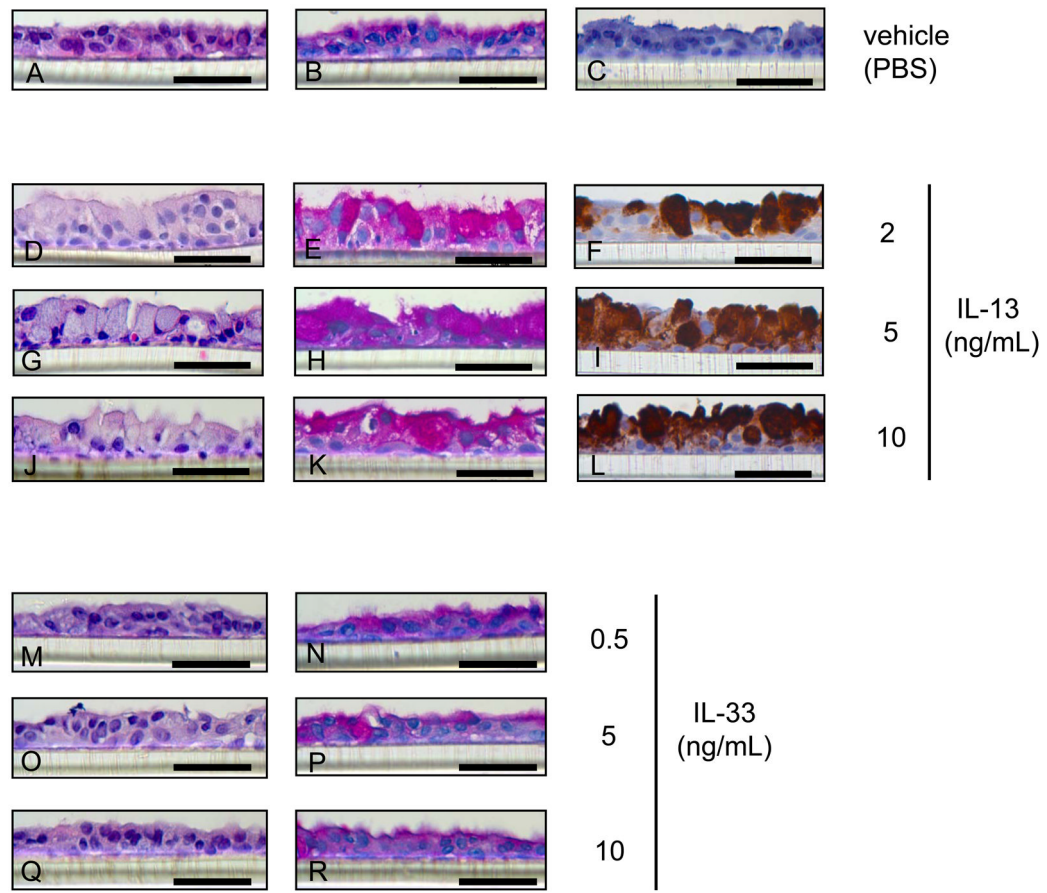 A
B
C
vehicle
(PBS)
D
E
F
2
G
H
I
5
IL-13
(ng/mL)
J
K
L
10
M
N
0.5
O
P
5
IL-33
(ng/mL)
Q
R
10